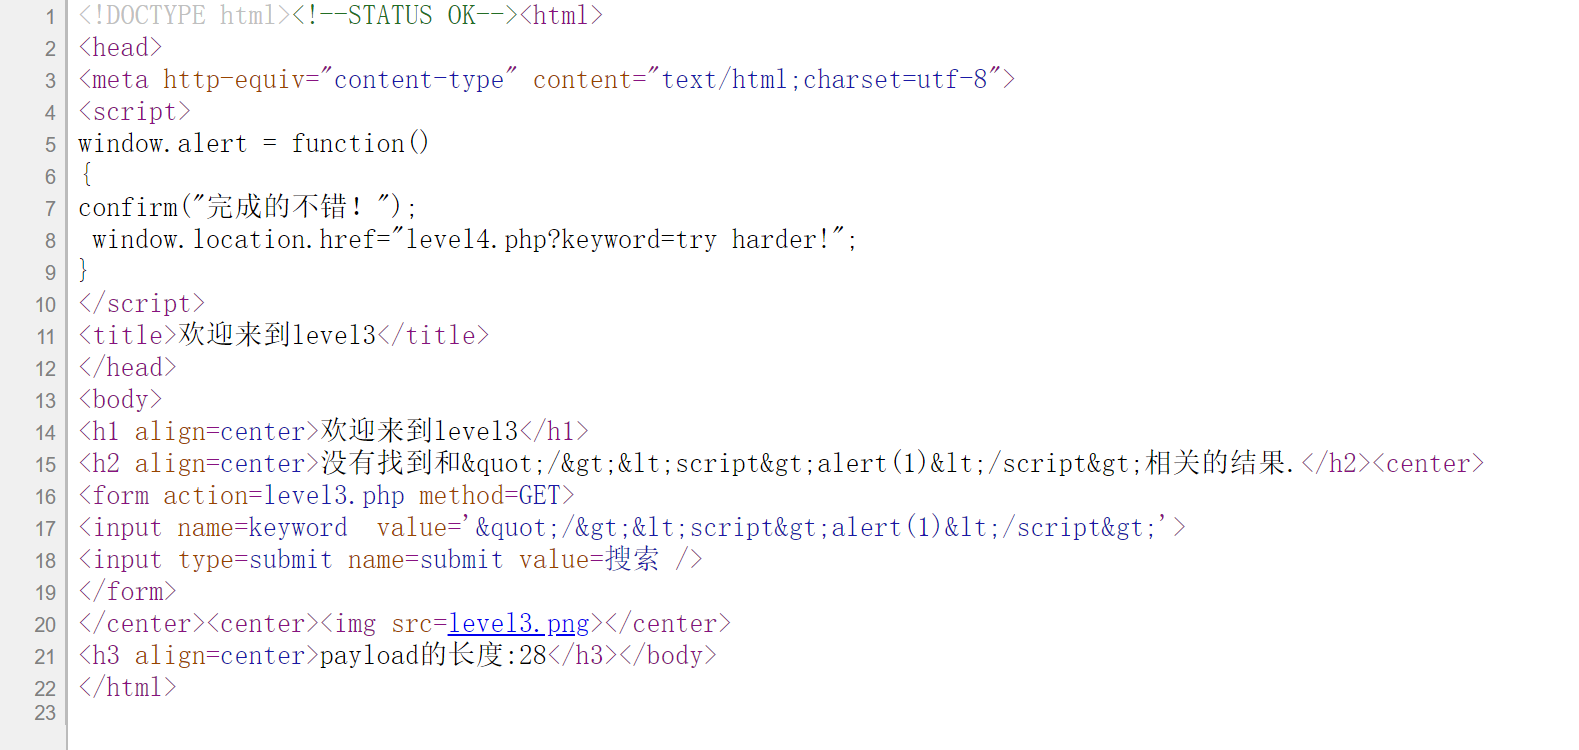 1 <!DOCTYPE html><!--STATUS OK--><html>
2 <head>
3 <meta http-equiv="content-type" content="text/html;charset=utf-8">
4 <script>
5 window.alert = function()
6 {
7 confirm("完成的不错！");
8  window.location.href="level4.php?keyword=try harder!";
9 }
10 </script>
11 <title>欢迎来到level3</title>
12 </head>
13 <body>
14 <h1 align=center>欢迎来到level3</h1>
15 <h2 align=center>没有找到和&quot;/&gt;&lt;script&gt;alert(1)&lt;/script&gt;相关的结果.</h2><center>
16 <form action=level3.php method=GET>
17 <input name=keyword  value='&quot;/&gt;&lt;script&gt;alert(1)&lt;/script&gt;'>
18 <input type=submit name=submit value=搜索 />
19 </form>
20 </center><center><img src=level3.png></center>
21 <h3 align=center>payload的长度:28</h3></body>
22 </html>
23